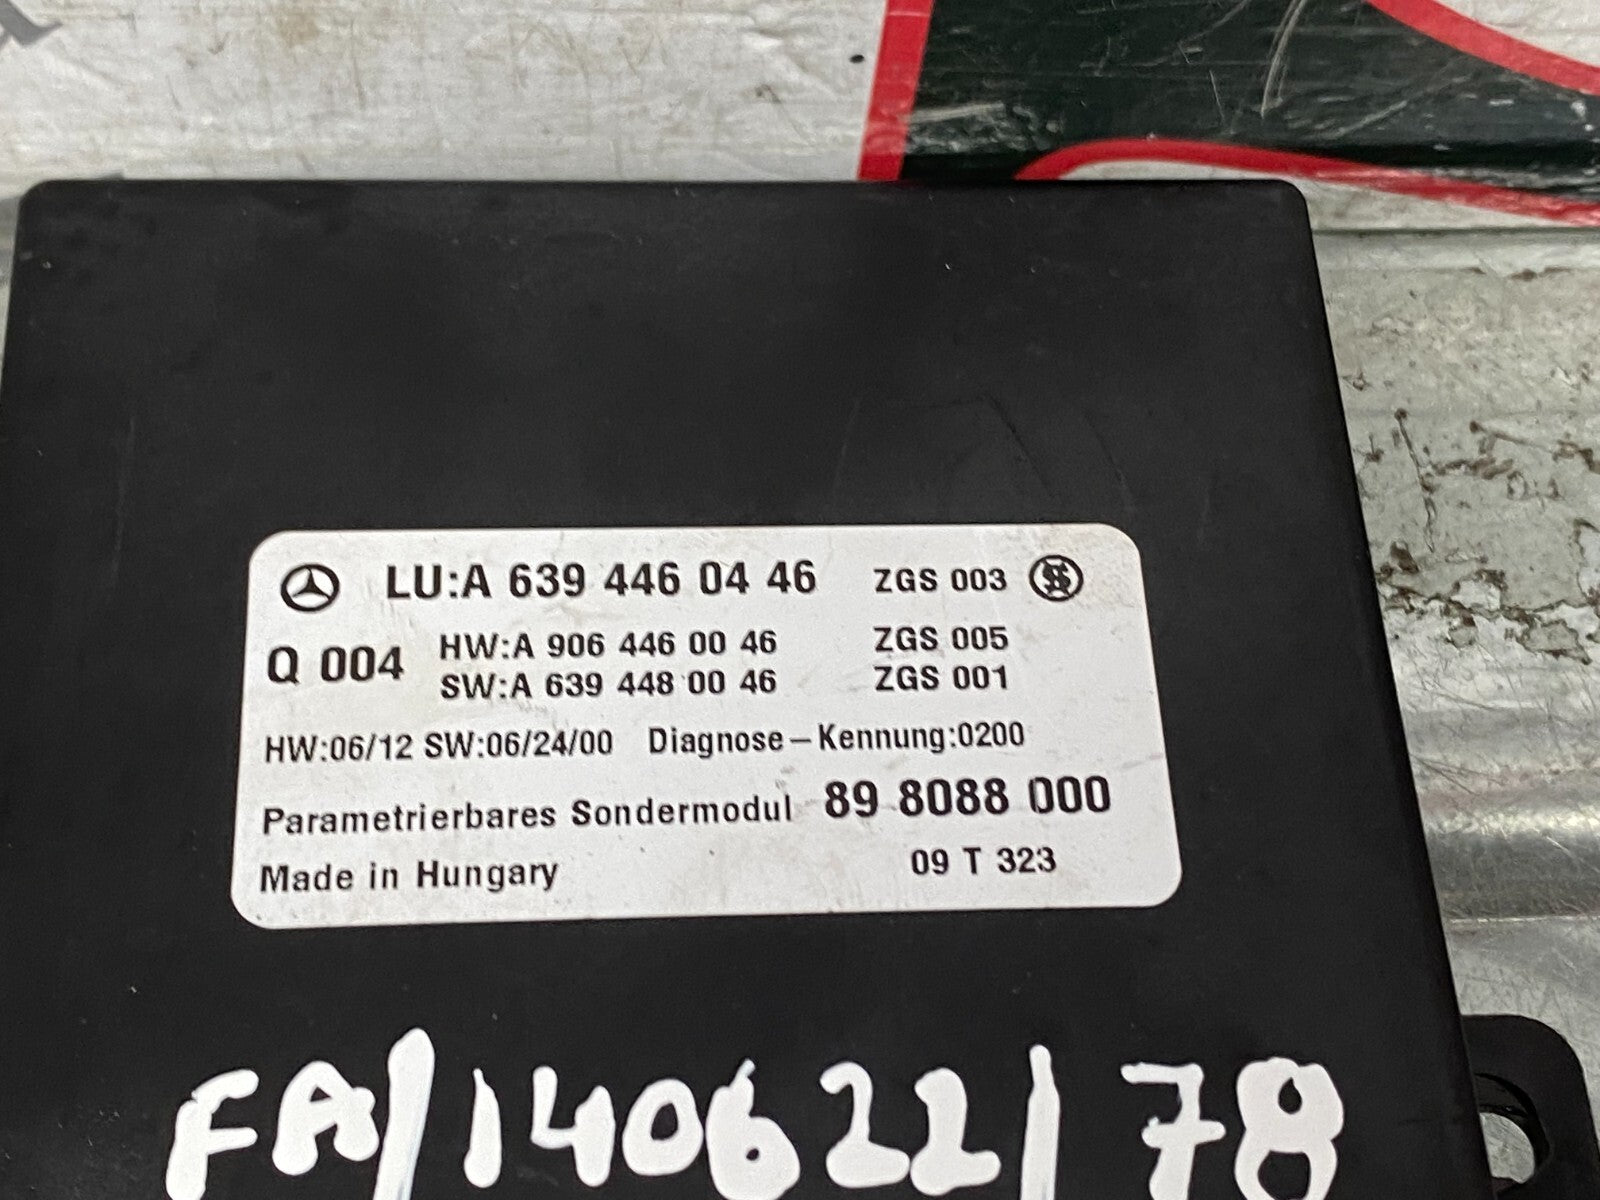 LU:A 639 446 04 46 ZGS 003
Q 004 HW:A 906 446 00 46 ZGS 005
SW:A 639 448 00 46 ZGS 001
HW:06/12 SW:06/24/00 Diagnose-Kennung:0200
Parametrierbares Sondermodul 89 8088 000
Made in Hungary 09 T 323
FA/140622/78